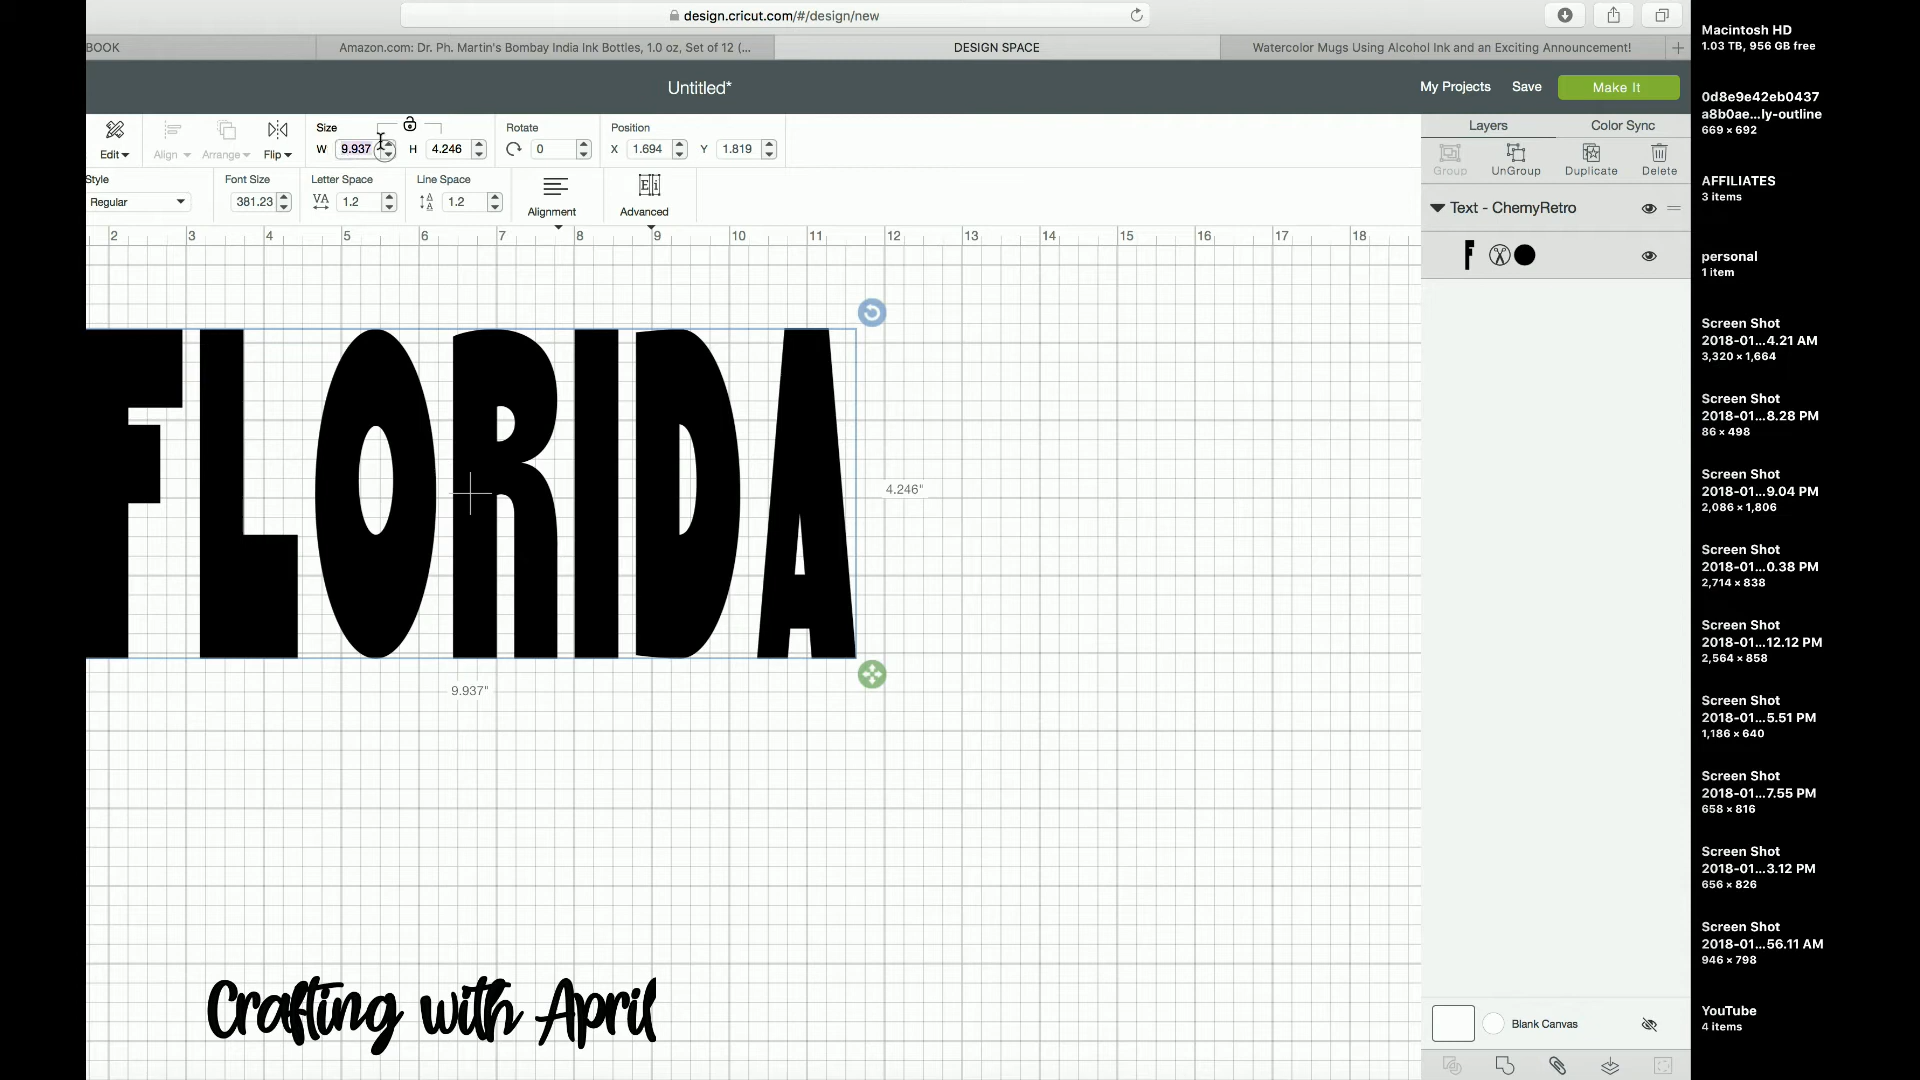 design.cricut.com/#/design/new
BOOK
Amazon.com: Dr. Ph. Martin's Bombay India Ink Bottles, 1.0 oz, Set of 12 (...
DESIGN SPACE
Watercolor Mugs Using Alcohol Ink and an Exciting Announcement!
Untitled*
My Projects
Save
Make It
Edit
Align
Arrange
Flip
Size
W 9.937
H 4.246
Rotate
0
Position
X 1.694
Y 1.819
Style
Regular
Font Size
381.23
Letter Space
VA 1.2
Line Space
1.2
Alignment
Advanced
2 3 4 5 6 7 8 9 10 11 12 13 14 15 16 17 18
FLORIDA
4.246"
9.937"
Crafting with April
Layers
Color Sync
Group
UnGroup
Duplicate
Delete
Text - ChemyRetro
F
Blank Canvas
Macintosh HD
1.03 TB, 956 GB free
0d8e9e42eb0437
a8b0ae...ly-outline
669 × 692
AFFILIATES
3 items
personal
1 item
Screen Shot
2018-01...4.21 AM
3,320 × 1,664
Screen Shot
2018-01...8.28 PM
86 × 498
Screen Shot
2018-01...9.04 PM
2,086 × 1,806
Screen Shot
2018-01...0.38 PM
2,714 × 838
Screen Shot
2018-01...12.12 PM
2,564 × 858
Screen Shot
2018-01...5.51 PM
1,186 × 640
Screen Shot
2018-01...7.55 PM
658 × 816
Screen Shot
2018-01...3.12 PM
656 × 826
Screen Shot
2018-01...56.11 AM
946 × 798
YouTube
4 items